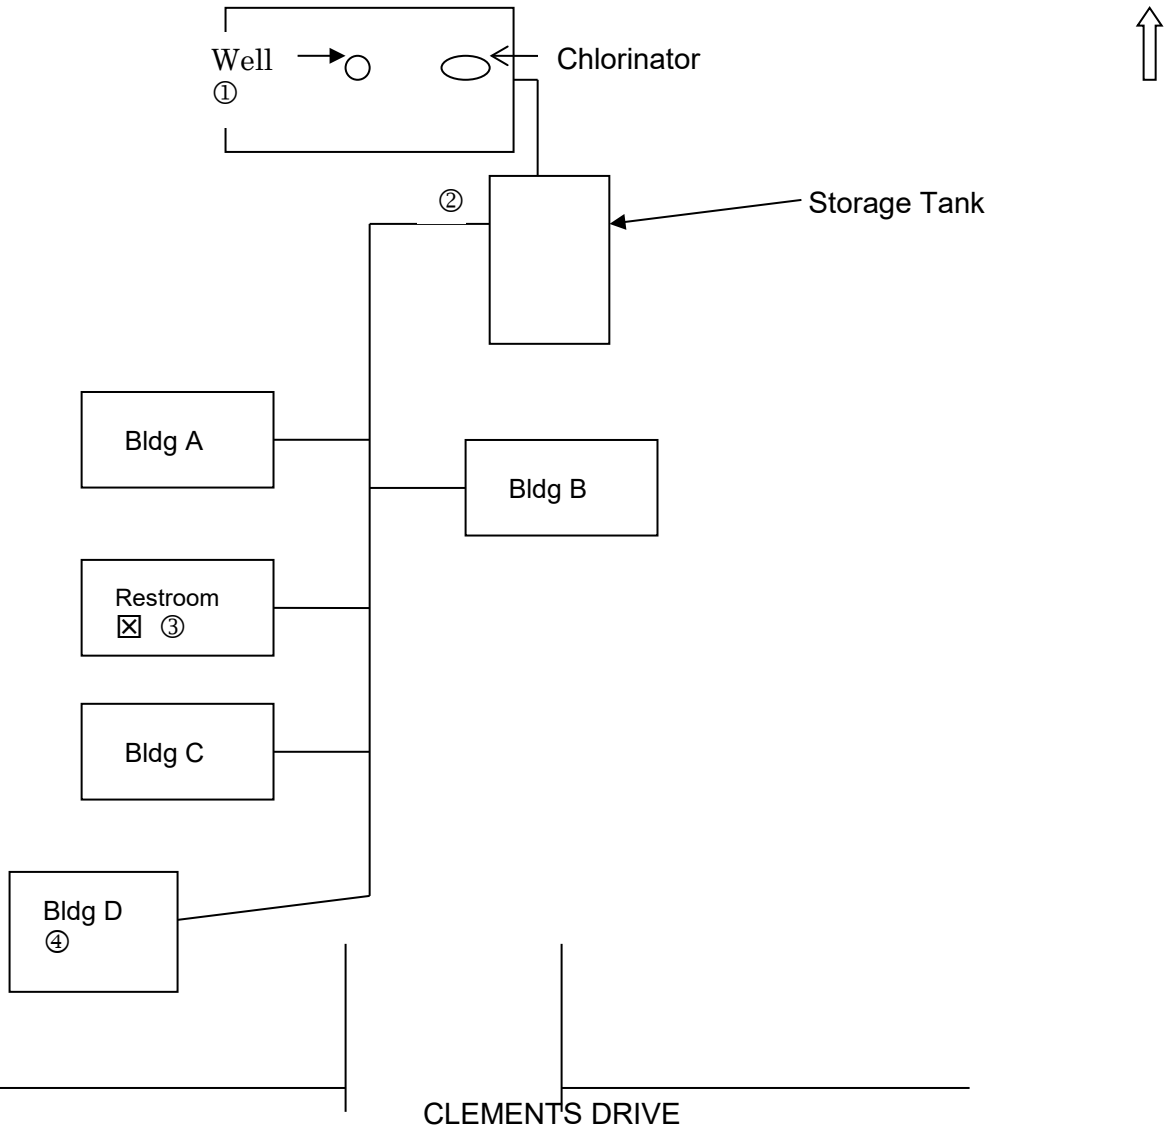 Well
①
Chlorinator
②
Storage Tank
Bldg A
Bldg B
Restroom
☒ ③
Bldg C
Bldg D
④
CLEMENTS DRIVE